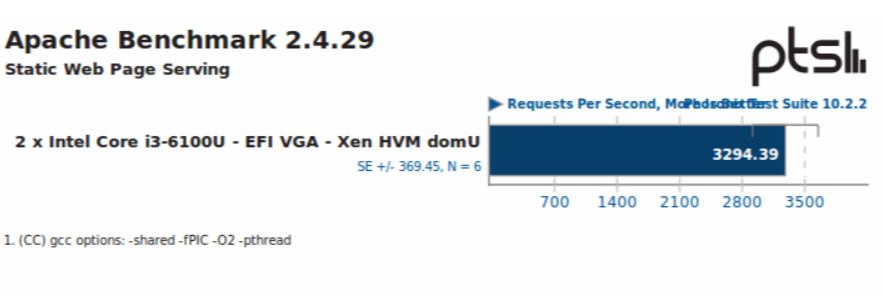 Apache Benchmark 2.4.29
Static Web Page Serving
ptsl
Requests Per Second, More Is Better
Phoronix Test Suite 10.2.2
2 x Intel Core i3-6100U - EFI VGA - Xen HVM domU
3294.39
SE +/- 369.45, N = 6
700 1400 2100 2800 3500
1. (CC) gcc options: -shared -fPIC -O2 -pthread